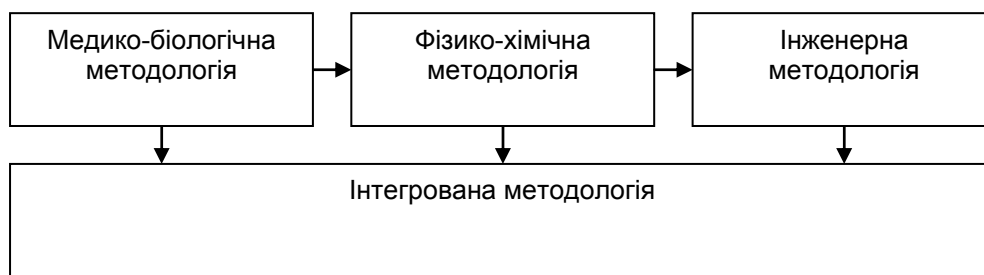 Медико-біологічна
методологія
Фізико-хімічна
методологія
Інженерна
методологія
Інтегрована методологія